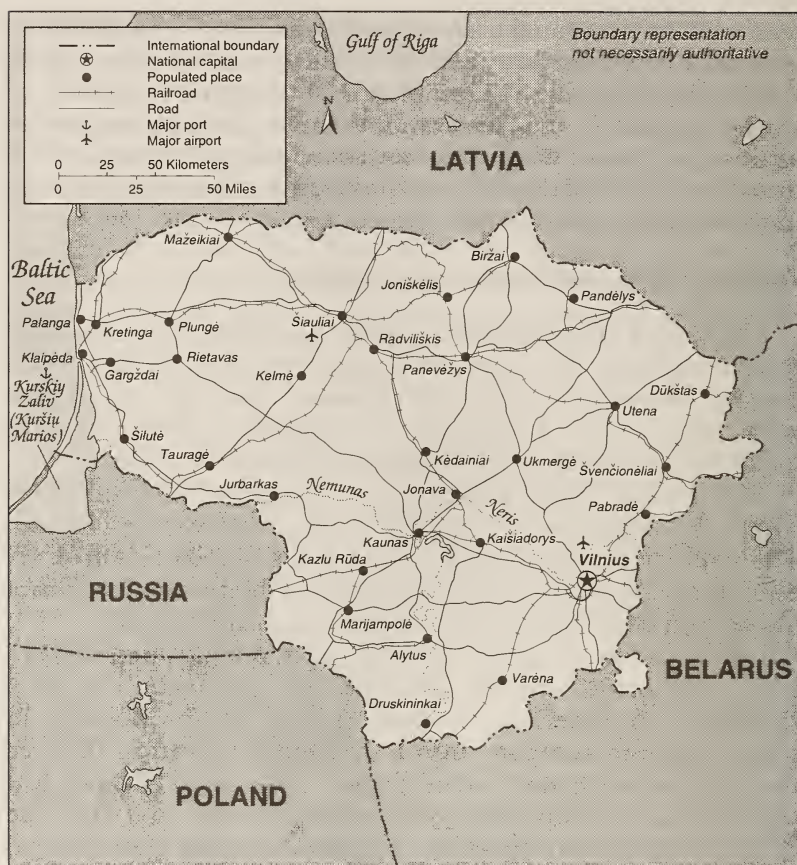 International boundary
National capital
Populated place
Railroad
Road
Major port
Major airport
0 25 50 Kilometers
0 25 50 Miles
Gulf of Riga
Boundary representation
not necessarily authoritative
N
LATVIA
Baltic
Sea
Mažeikiai
Biržai
Joniškėlis
Pandėlys
Palanga
Kretinga
Plungė
Šiauliai
Radviliškis
Klaipėda
Gargždai
Rietavas
Kelmė
Panevėžys
Dūkštas
Kurskiy
Zaliv
(Kuršiu
Marios)
Utena
Šilutė
Tauragė
Kėdainiai
Ukmergė
Švenčionėliai
Jurbarkas
Nemunas
Jonava
Neris
Pabradė
Kaunas
Kaišiadorys
Vilnius
Kazlu Rūda
RUSSIA
Marijampolė
Alytus
BELARUS
Varėna
Druskininkai
POLAND